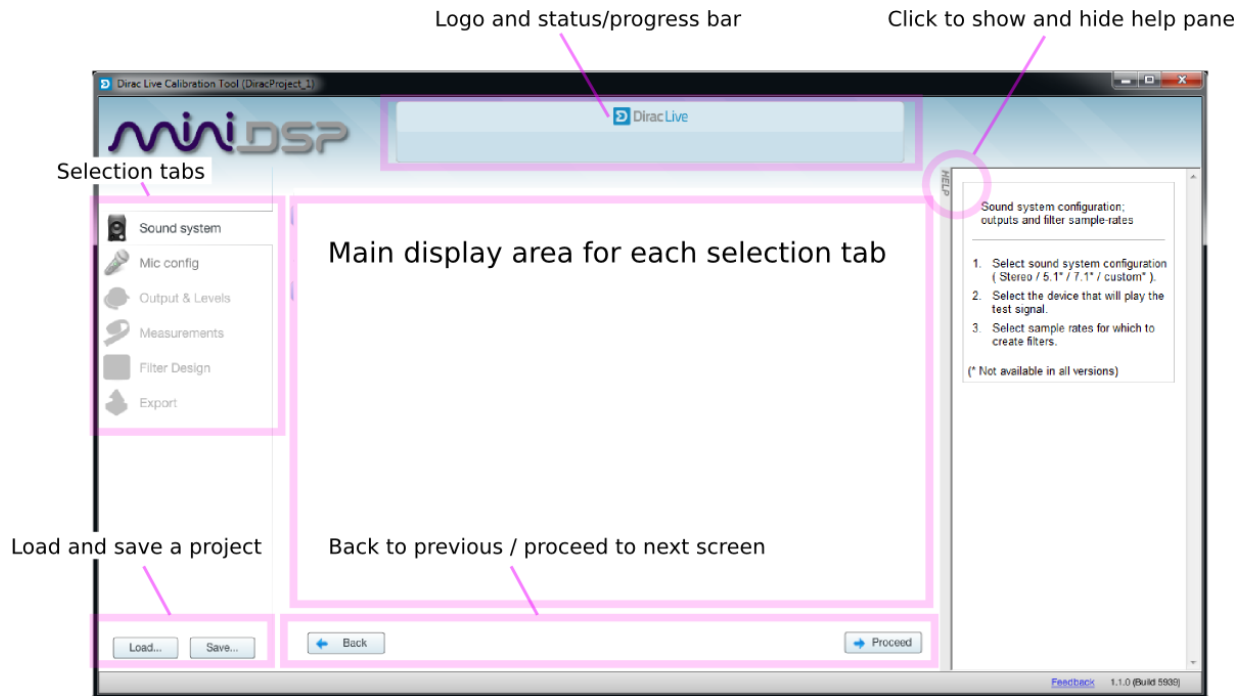 Logo and status/progress bar
Click to show and hide help pane
Dirac Live Calibration Tool (DiracProject_1)
mini DSP
Dirac Live
Selection tabs
HELP
Sound system
Mic config
Output & Levels
Measurements
Filter Design
Export
Main display area for each selection tab
Sound system configuration;
outputs and filter sample-rates
1. Select sound system configuration
( Stereo / 5.1* / 7.1* / custom* ).
2. Select the device that will play the
test signal.
3. Select sample rates for which to
create filters.
(* Not available in all versions)
Load and save a project
Back to previous / proceed to next screen
Load...
Save...
Back
Proceed
Feedback
1.1.0 (Build 5939)